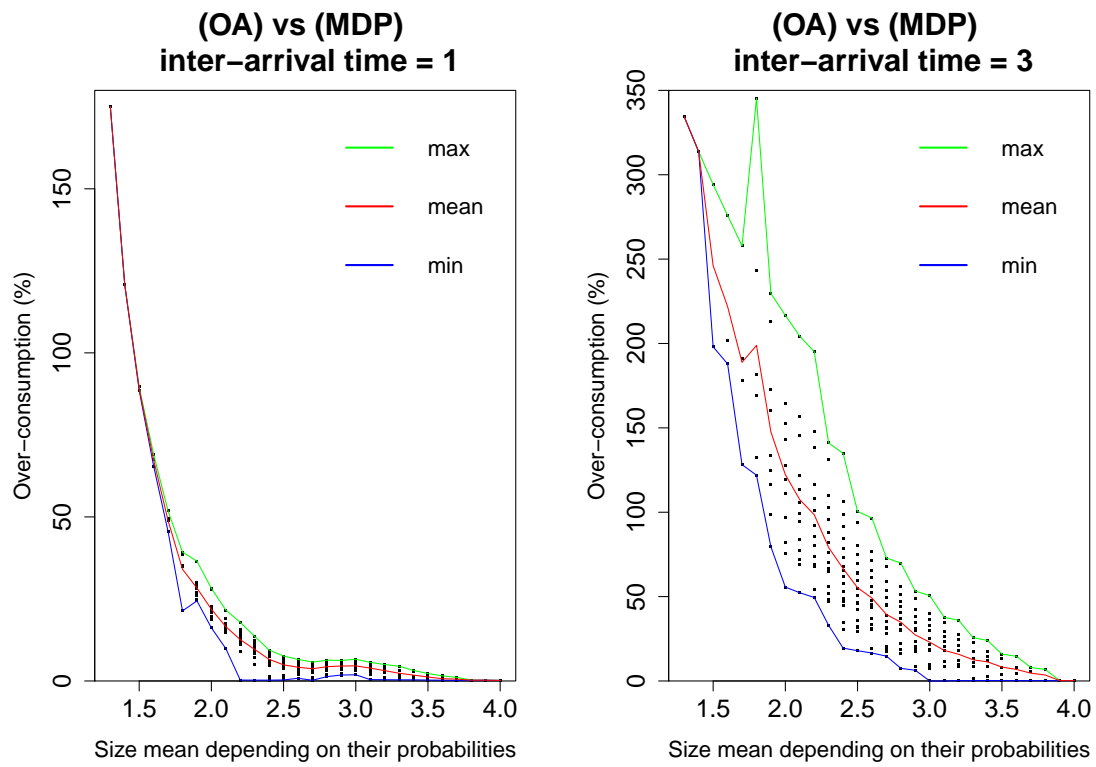 (OA) vs (MDP)
inter−arrival time = 1
max
mean
min
Over−consumption (%)
0
50
100
150
1.5
2.0
2.5
3.0
3.5
4.0
Size mean depending on their probabilities
(OA) vs (MDP)
inter−arrival time = 3
max
mean
min
Over−consumption (%)
0
50
100
150
200
250
300
350
1.5
2.0
2.5
3.0
3.5
4.0
Size mean depending on their probabilities